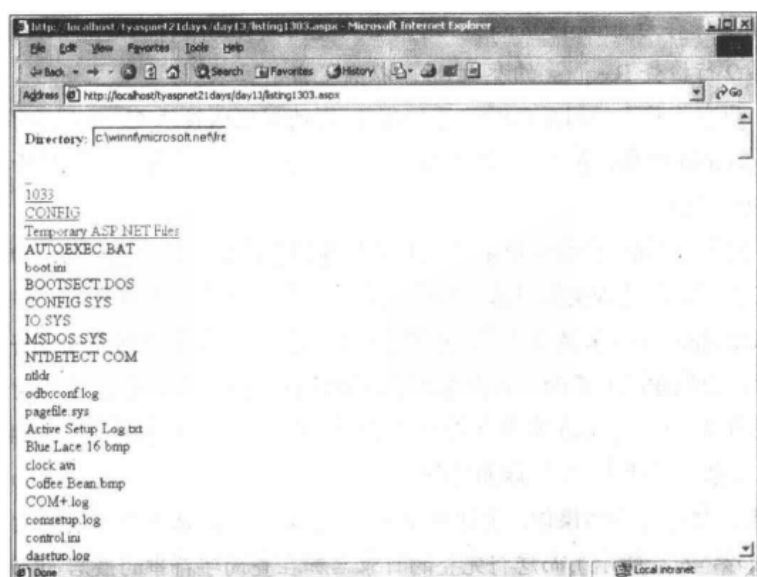 http://localhost/tyaspnet21days/day13/listing1303.aspx - Microsoft Internet Explorer
File Edit View Favorites Tools Help
Back Search Favorites History
Address http://localhost/tyaspnet21days/day13/listing1303.aspx Go
Directory: c:\winnt\microsoft.net\fre
1033
CONFIG
Temporary ASP.NET Files
AUTOEXEC.BAT
boot.ini
BOOTSECT.DOS
CONFIG.SYS
IO.SYS
MSDOS.SYS
NTDETECT.COM
ntldr
odbcconf.log
pagefile.sys
Active Setup Log.txt
Blue Lace 16.bmp
clock.avi
Coffee Bean.bmp
COM+.log
comsetup.log
control.ini
dasetup.log
Done Local intranet